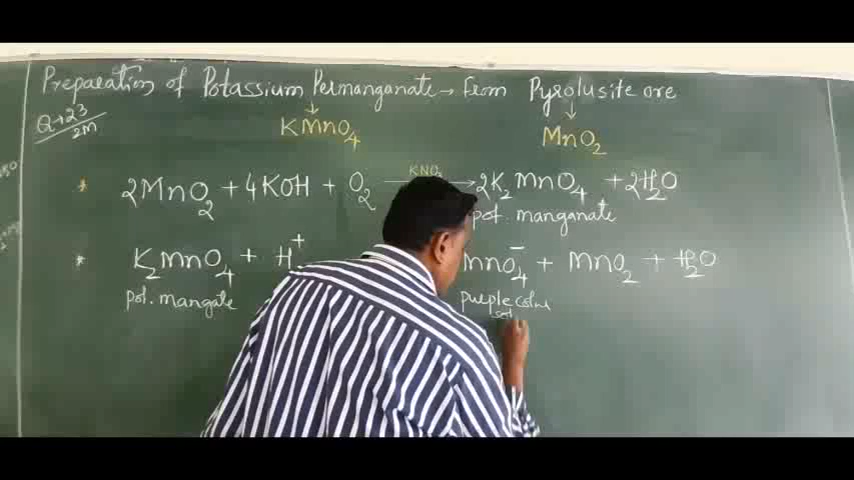 Preparation of Potassium Permanganate → From Pyrolusite ore
Q→23
2M
↓
KMnO₄
↓
MnO₂
* 2MnO₂ + 4KOH + O₂ —KNO₃→ 2K₂MnO₄ + 2H₂O
pot. manganate
* K₂MnO₄ + H⁺ MnO₄⁻ + MnO₂ + H₂O
pot. mangate
purple colour
sol